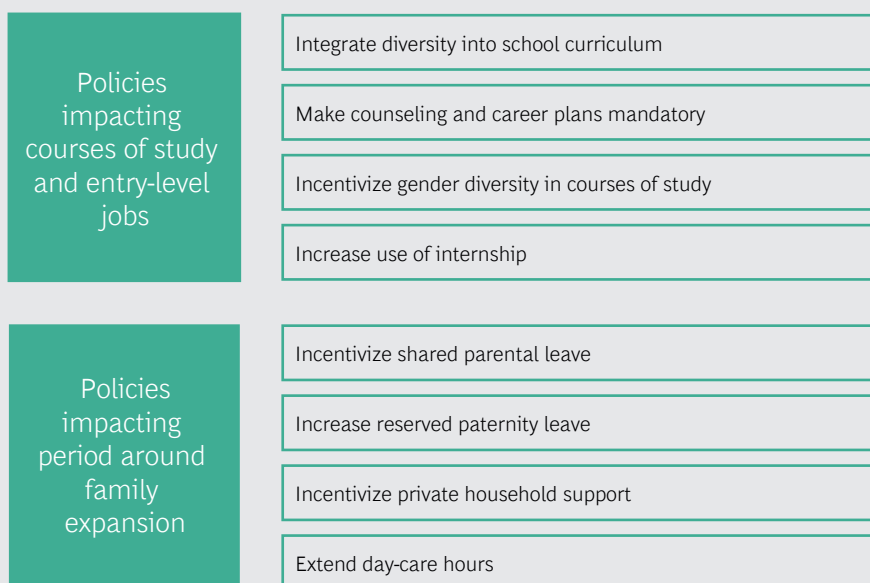 Policies
impacting
courses of study
and entry-level
jobs
Integrate diversity into school curriculum
Make counseling and career plans mandatory
Incentivize gender diversity in courses of study
Increase use of internship
Policies
impacting
period around
family
expansion
Incentivize shared parental leave
Increase reserved paternity leave
Incentivize private household support
Extend day-care hours